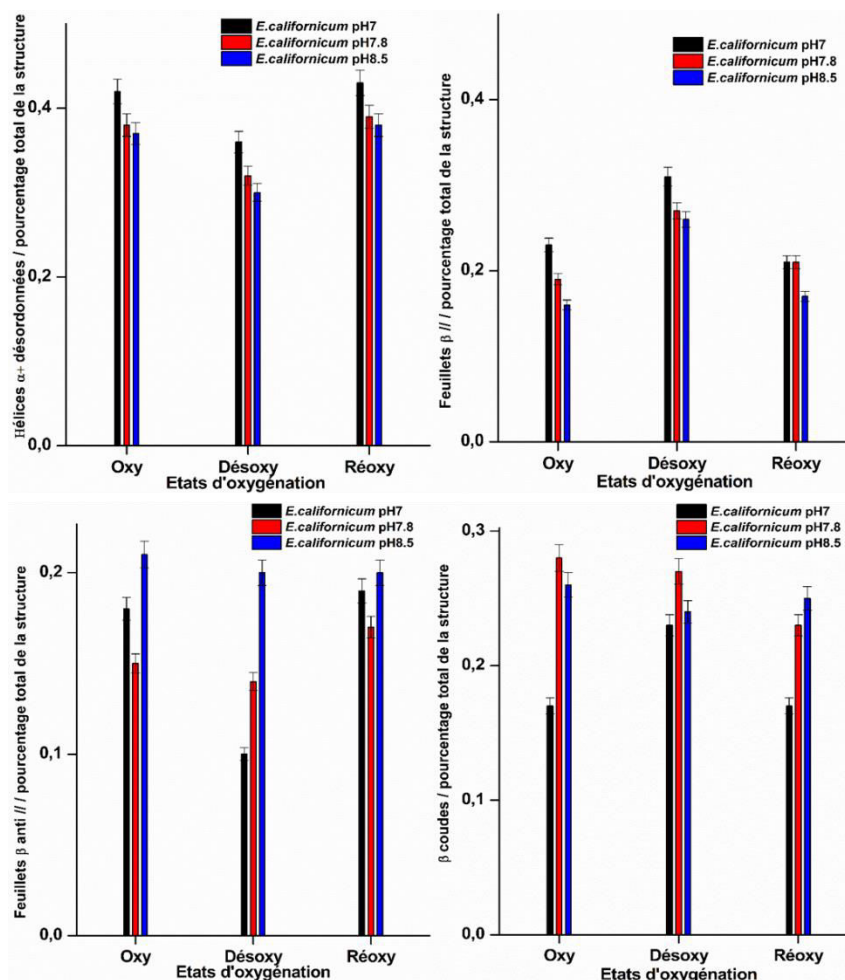 Hélices α+ désordonnées / pourcentage total de la structure
E.californicum pH7
E.californicum pH7.8
E.californicum pH8.5
0,4
0,2
0,0
Oxy Désoxy Réoxy
Etats d'oxygénation
Feuillets β // / pourcentage total de la structure
E.californicum pH7
E.californicum pH7.8
E.californicum pH8.5
0,4
0,2
0,0
Oxy Désoxy Réoxy
Etats d'oxygénation
Feuillets β anti // / pourcentage total de la structure
E.californicum pH7
E.californicum pH7.8
E.californicum pH8.5
0,2
0,1
0,0
Oxy Désoxy Réoxy
Etats d'oxygénation
β coudes / pourcentage total de la structure
E.californicum pH7
E.californicum pH7.8
E.californicum pH8.5
0,3
0,2
0,1
0,0
Oxy Désoxy Réoxy
Etats d'oxygénation